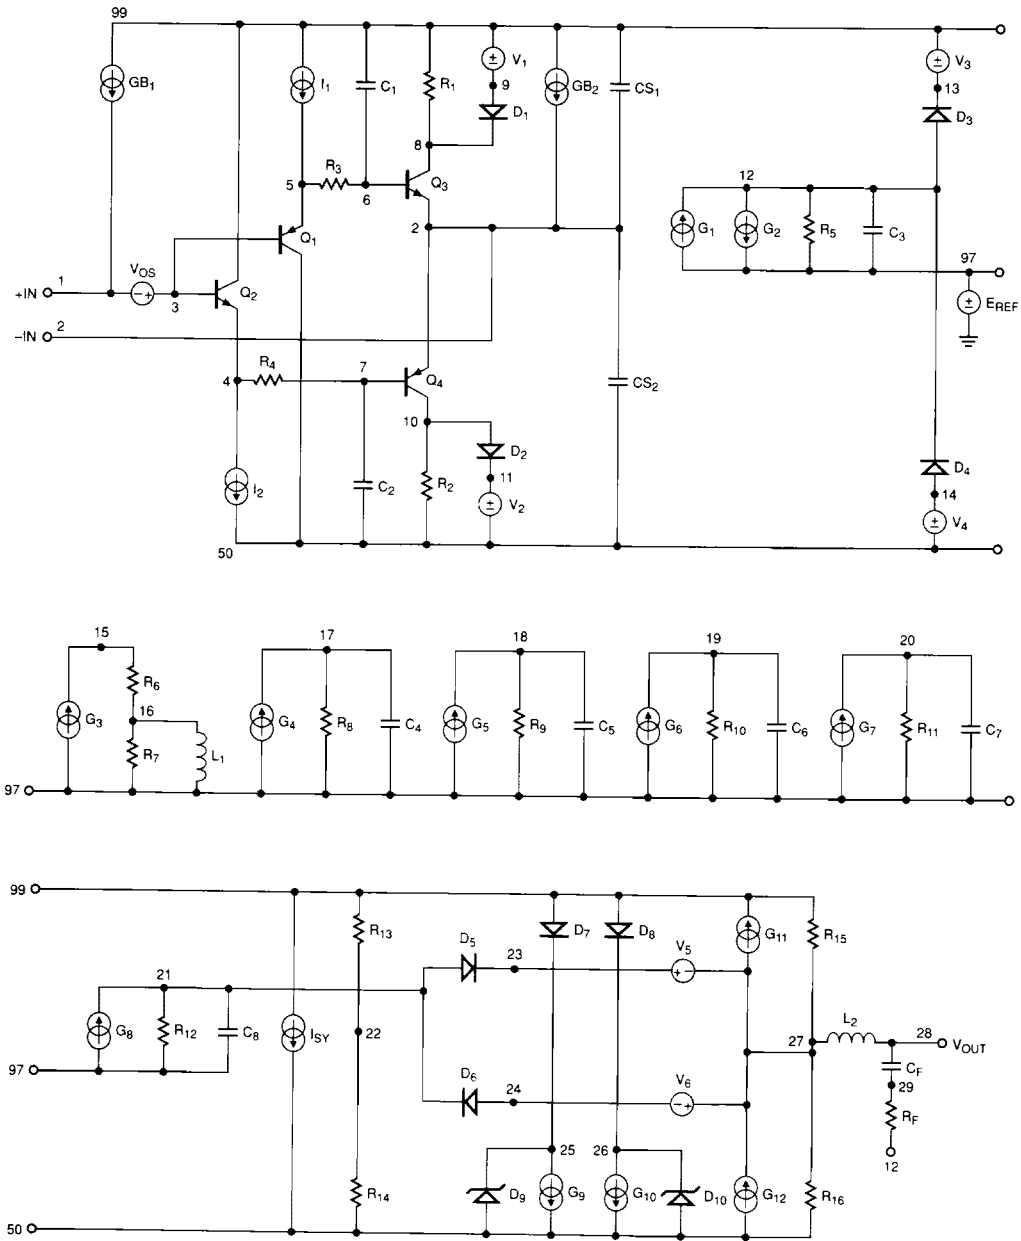 99
GB1
I1
C1
R1
V1
9
D1
GB2
CS1
V3
13
D3
8
R3
5
6
Q3
12
G1
G2
R5
C3
2
97
Q1
EREF
1
+IN
VOS
3
Q2
2
-IN
R4
4
7
Q4
CS2
10
D2
11
D4
14
I2
C2
R2
V2
V4
50
15
R6
16
G3
R7
L1
97
17
G4
R8
C4
18
G5
R9
C5
19
G6
R10
C6
20
G7
R11
C7
99
R13
D5
23
D7
D8
V5
G11
R15
21
G8
R12
C8
ISY
22
L2
27
28
VOUT
97
D6
24
V6
CF
29
RF
12
25
26
R14
D9
G9
G10
D10
G12
R16
50